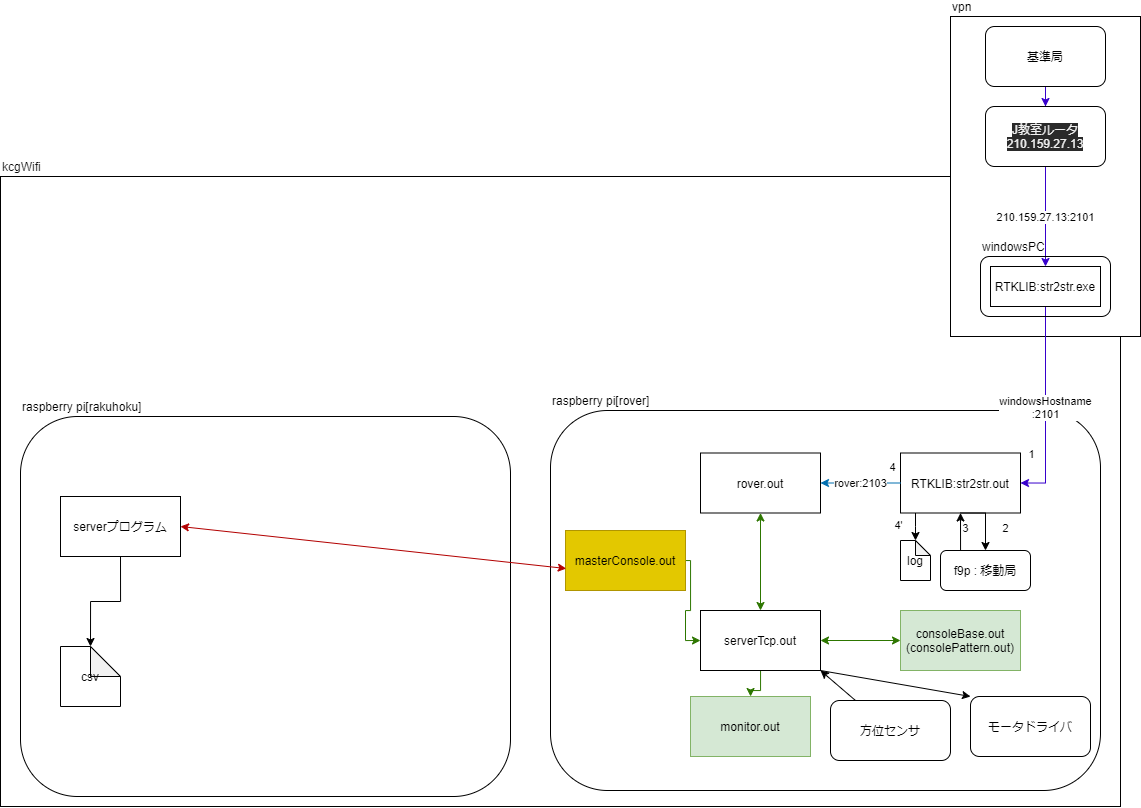 vpn
基準局
J教室ルータ
210.159.27.13
kcgWifi
210.159.27.13:2101
windowsPC
RTKLIB:str2str.exe
raspberry pi[rakuhoku]
raspberry pi[rover]
windowsHostname
:2101
1
rover.out
4
rover:2103
RTKLIB:str2str.out
serverプログラム
4'
3
2
masterConsole.out
log
f9p : 移動局
serverTcp.out
consoleBase.out
(consolePattern.out)
csv
monitor.out
方位センサ
モータドライバ